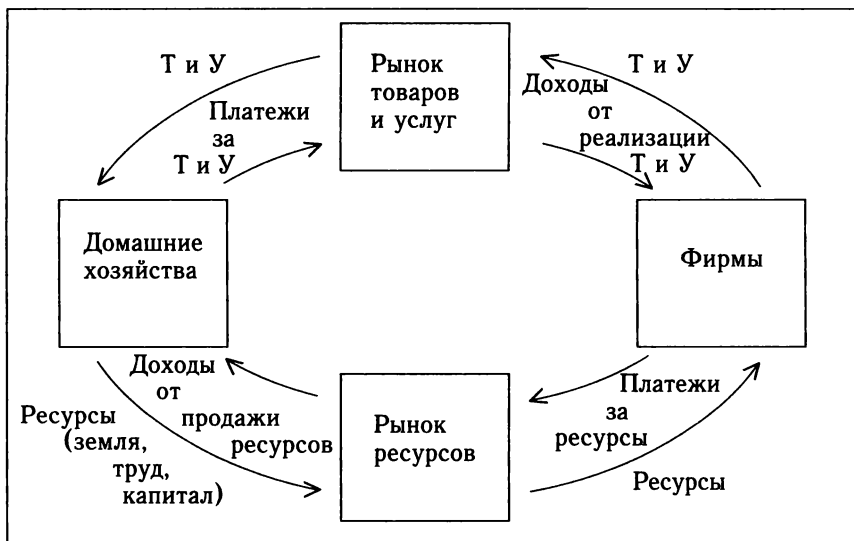 Т и У
Рынок
товаров
и услуг
Т и У
Платежи
за
Т и У
Доходы
от
реализации
Т и У
Домашние
хозяйства
Фирмы
Доходы
от
продажи
ресурсов
Ресурсы
(земля,
труд,
капитал)
Рынок
ресурсов
Платежи
за
ресурсы
Ресурсы